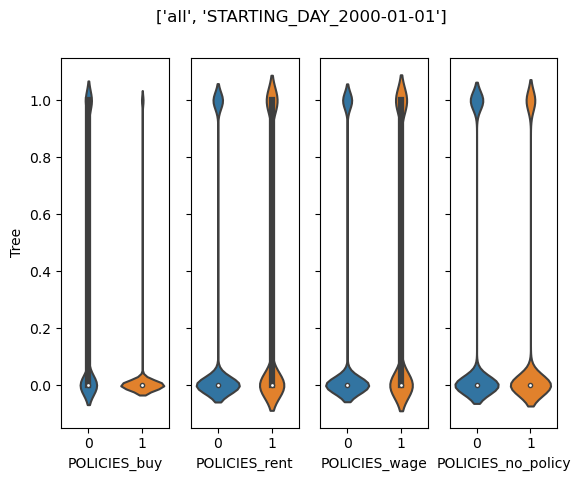 ['all', 'STARTING_DAY_2000-01-01']
Tree
1.0
0.8
0.6
0.4
0.2
0.0
0 1 0 1 0 1 0 1
POLICIES_buy POLICIES_rent POLICIES_wage POLICIES_no_policy